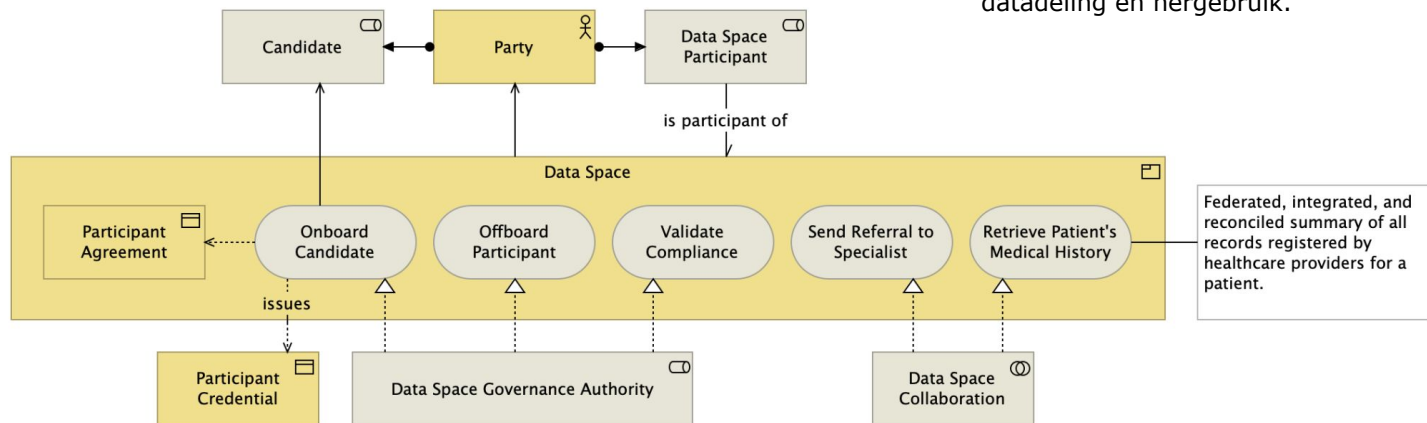 datadeling en hergebruik.
Candidate
Party
Data Space
Participant
is participant of
Data Space
Participant
Agreement
Onboard
Candidate
Offboard
Participant
Validate
Compliance
Send Referral to
Specialist
Retrieve Patient's
Medical History
Federated, integrated, and
reconciled summary of all
records registered by
healthcare providers for a
patient.
issues
Participant
Credential
Data Space Governance Authority
Data Space
Collaboration